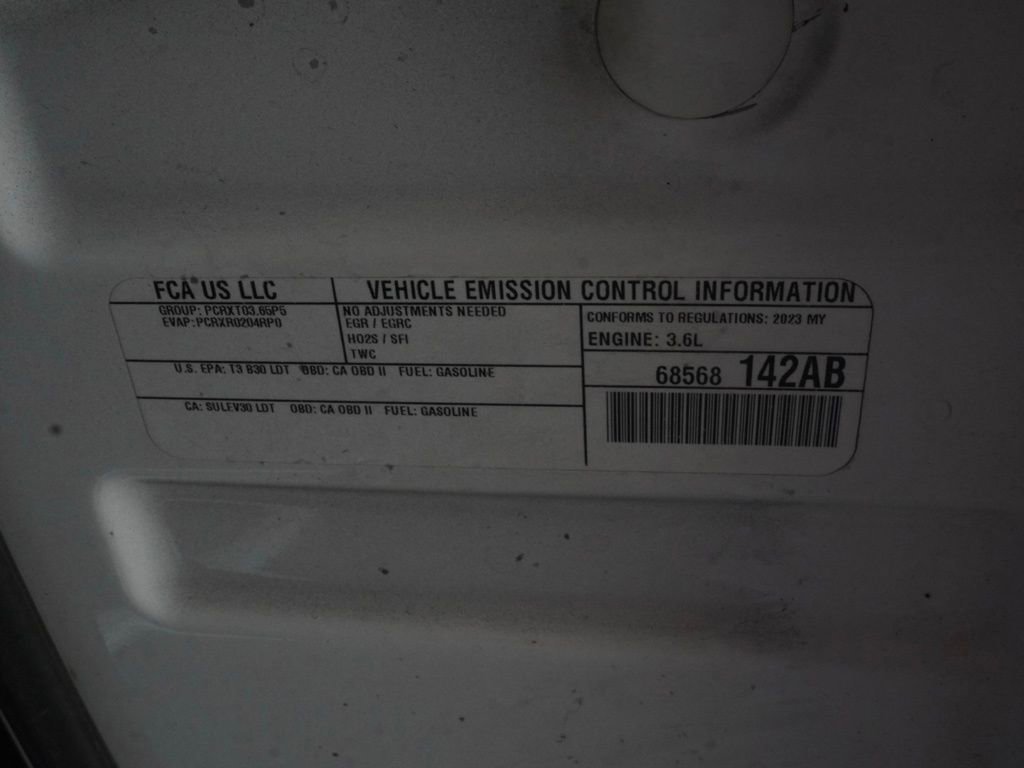 FCA US LLC
VEHICLE EMISSION CONTROL INFORMATION
GROUP: PCRXT03.65P5
EVAP: PCRXR0204RP0
NO ADJUSTMENTS NEEDED
EGR / EGRC
HO2S / SFI
TWC
CONFORMS TO REGULATIONS: 2023 MY
ENGINE: 3.6L
U.S. EPA: T3 B30 LDT OBD: CA OBD II FUEL: GASOLINE
68568 142AB
CA: SULEV30 LDT OBD: CA OBD II FUEL: GASOLINE